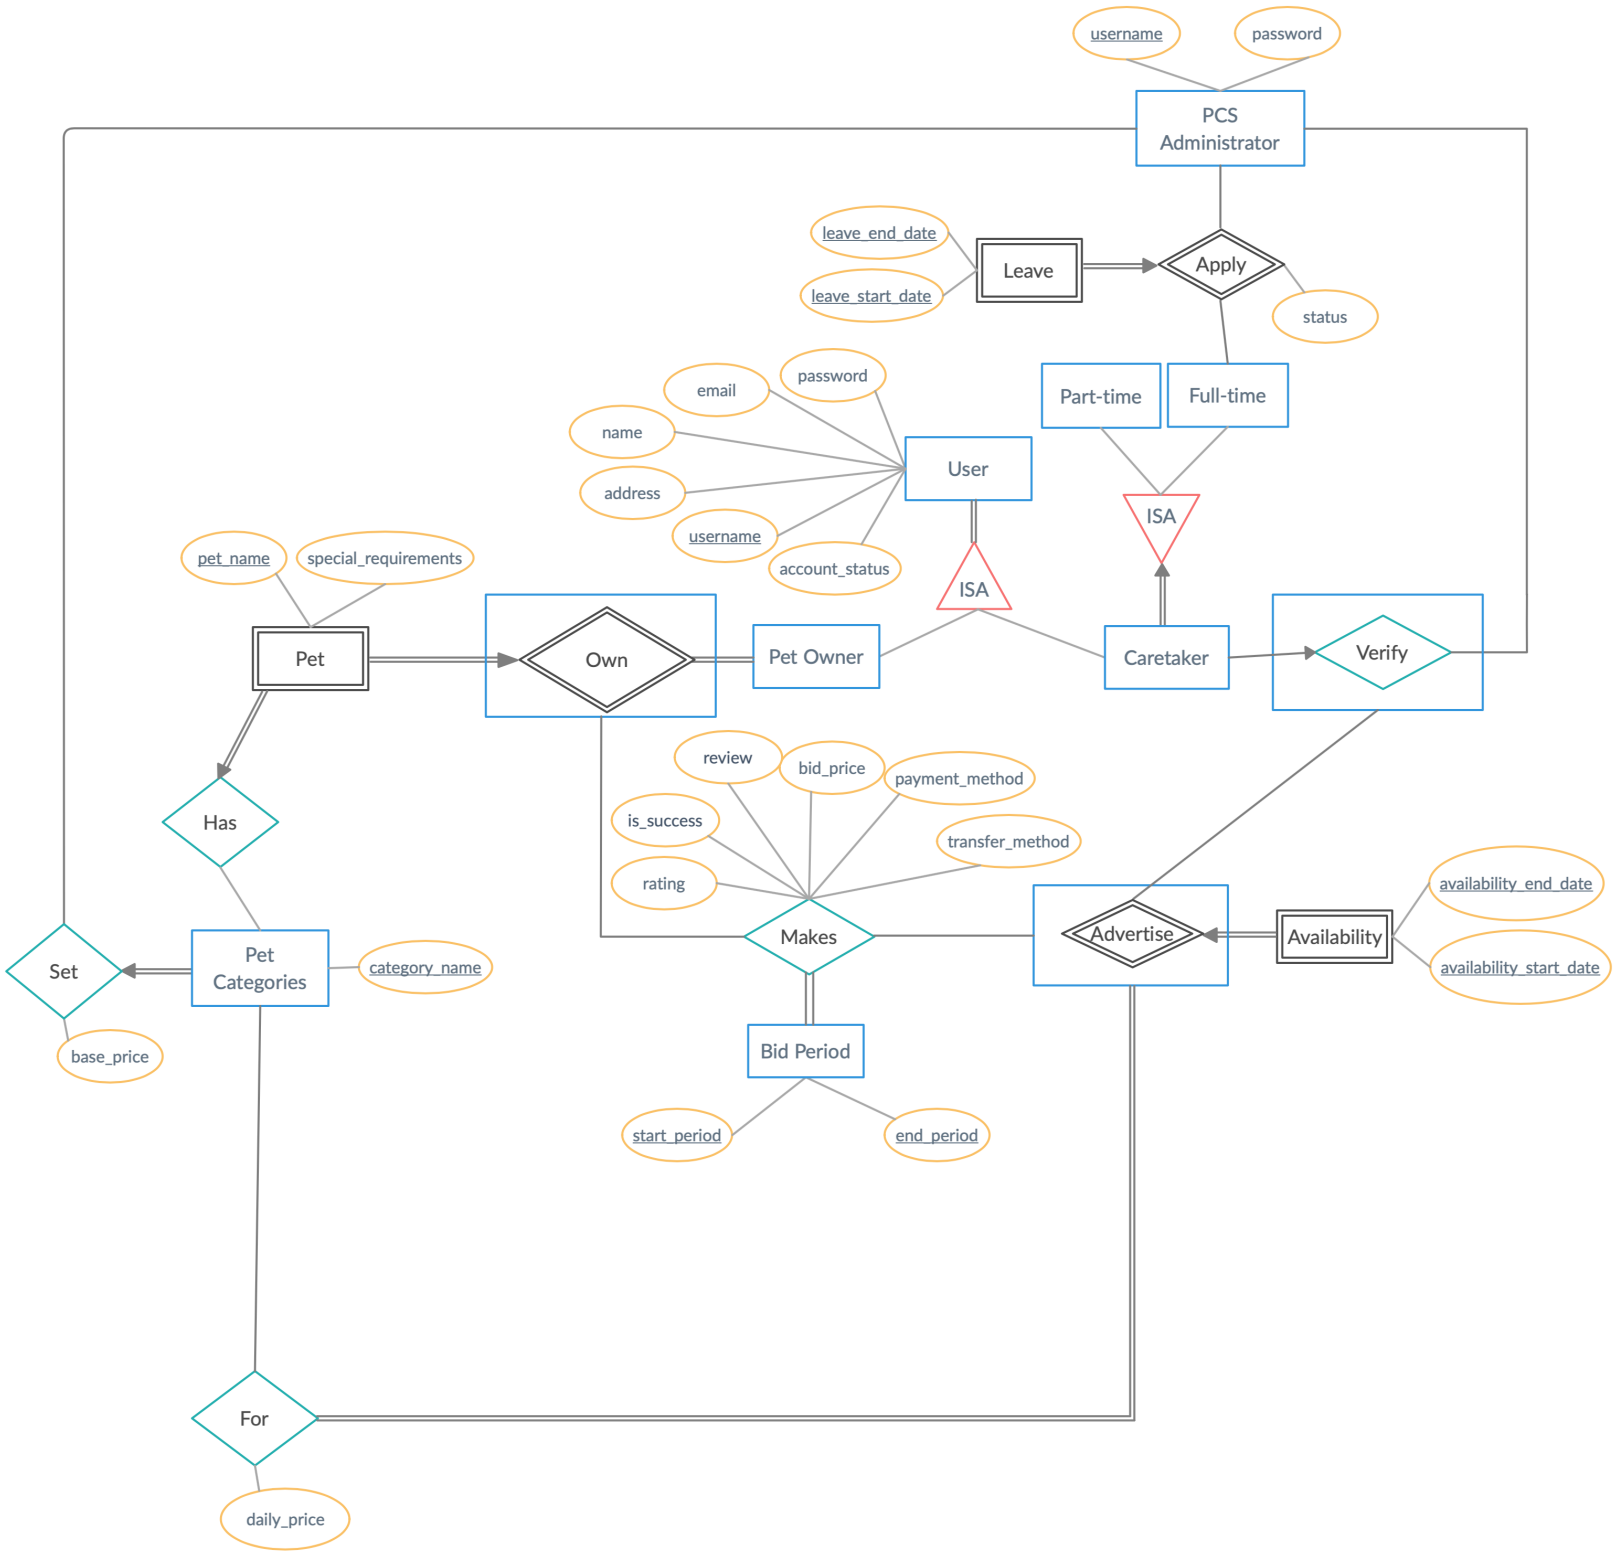 username
password
PCS
Administrator
leave_end_date
Leave
Apply
leave_start_date
status
password
email
Part-time
Full-time
name
User
address
ISA
username
account_status
pet_name
special_requirements
ISA
Pet
Own
Pet Owner
Caretaker
Verify
review
bid_price
payment_method
is_success
transfer_method
rating
Has
availability_end_date
Makes
Advertise
Availability
Set
Pet
Categories
category_name
availability_start_date
base_price
Bid Period
start_period
end_period
For
daily_price